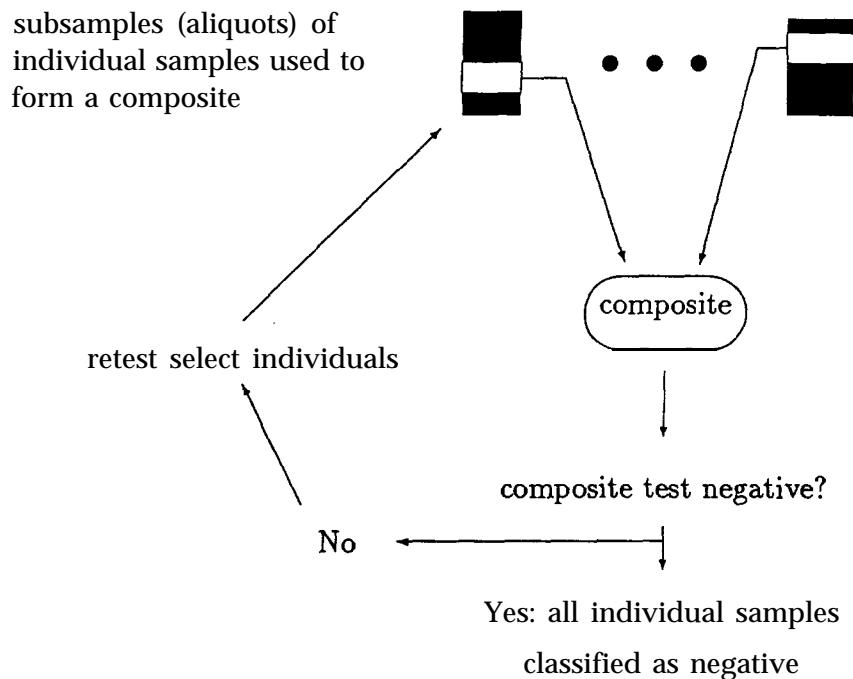 subsamples (aliquots) of
individual samples used to
form a composite
composite
retest select individuals
composite test negative?
No
Yes: all individual samples
classified as negative